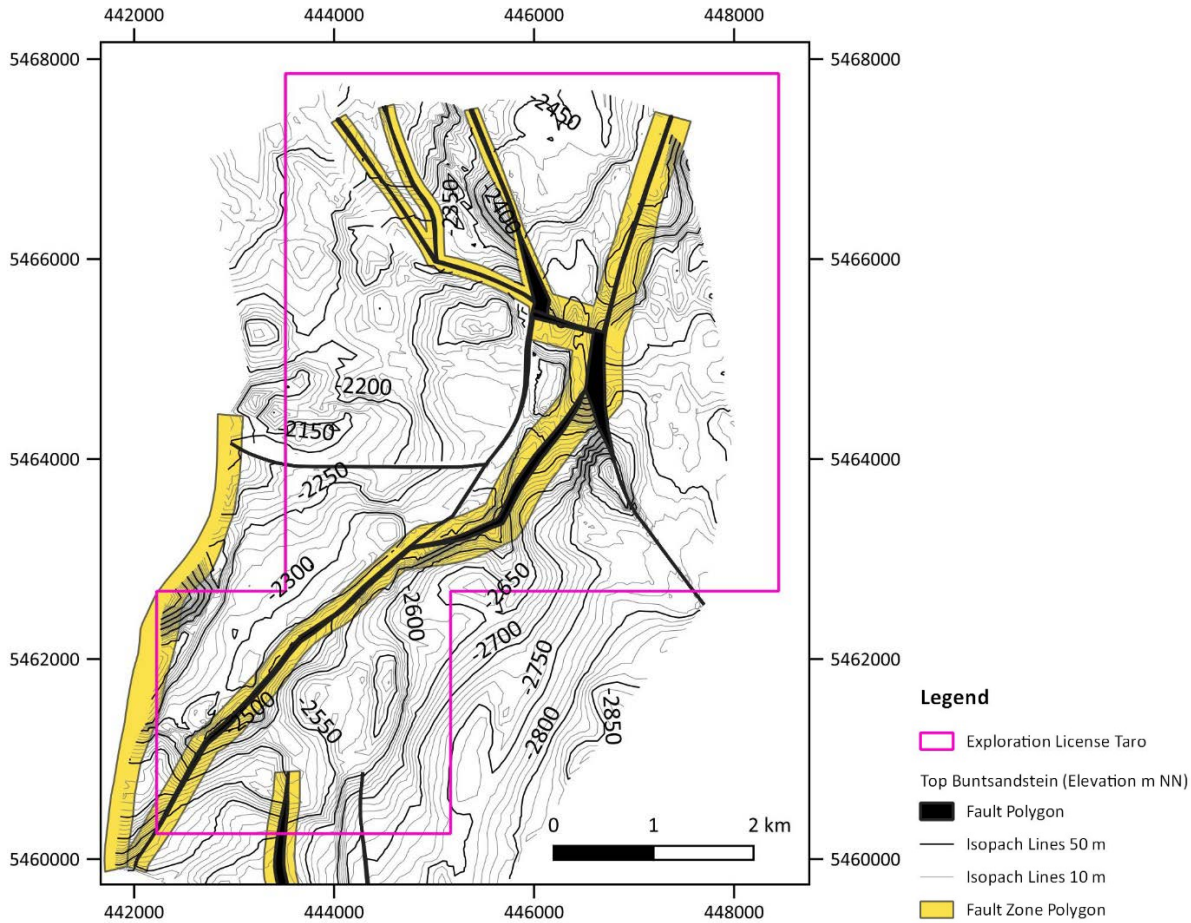 442000 444000 446000 448000
5468000 5468000
-2450
-2350
-2400
5466000 5466000
-2200
2150
5464000 5464000
-2250
-2300
-2650
-2600
-2700
5462000 5462000
-2750
-2500
-2550
-2800
-2850
0 1 2 km
5460000 5460000
442000 444000 446000 448000
Legend
Exploration License Taro
Top Buntsandstein (Elevation m NN)
Fault Polygon
Isopach Lines 50 m
Isopach Lines 10 m
Fault Zone Polygon